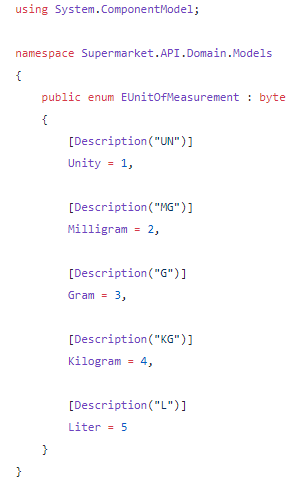 using System.ComponentModel;
namespace Supermarket.API.Domain.Models
{
public enum EUnitOfMeasurement : byte
{
[Description("UN")]
Unity = 1,
[Description("MG")]
Milligram = 2,
[Description("G")]
Gram = 3,
[Description("KG")]
Kilogram = 4,
[Description("L")]
Liter = 5
}
}